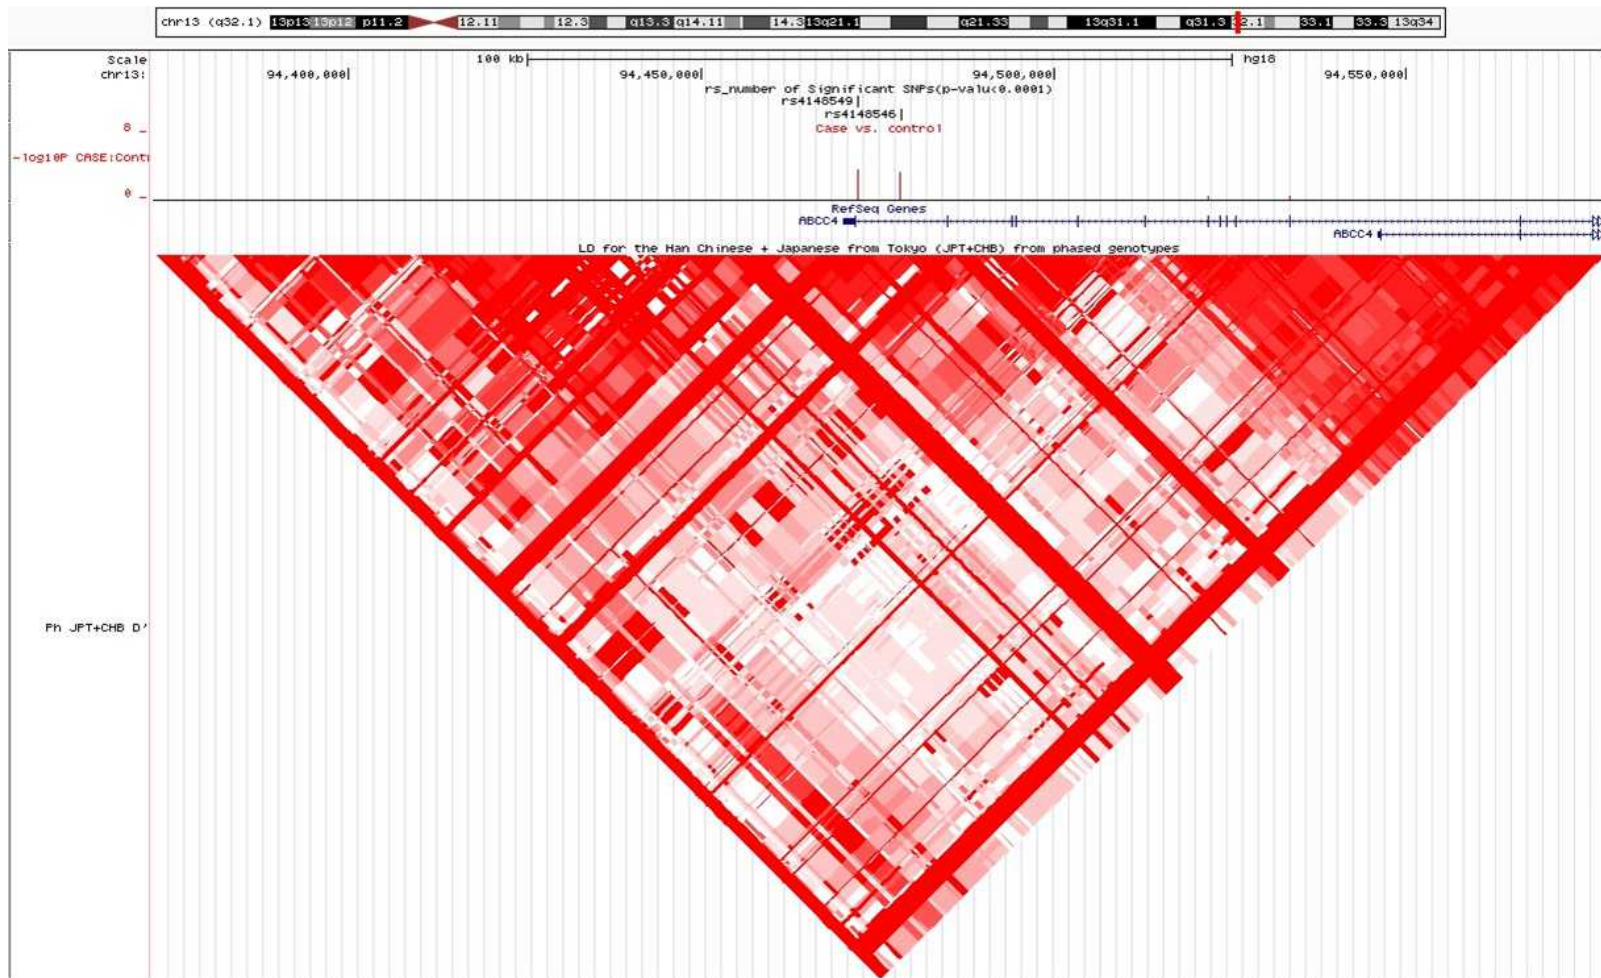 chr13 (q32.1) 13p13 13p12 p11.2 12.11 12.3 q13.3 q14.11 14.3 13q21.1 q21.33 13q31.1 q31.3 32.1 33.1 33.3 13q34
Scale 100 kb hg18
chr13: 94,400,000 94,450,000 94,500,000 94,550,000
rs_number of Significant SNPs(p-valu<0.0001)
rs4148549
rs4148546
8 _ Case vs. control
-log10P CASE:Cont
0 _
RefSeq Genes
ABCC4
ABCC4
LD for the Han Chinese + Japanese from Tokyo (JPT+CHB) from phased genotypes
Ph JPT+CHB D'